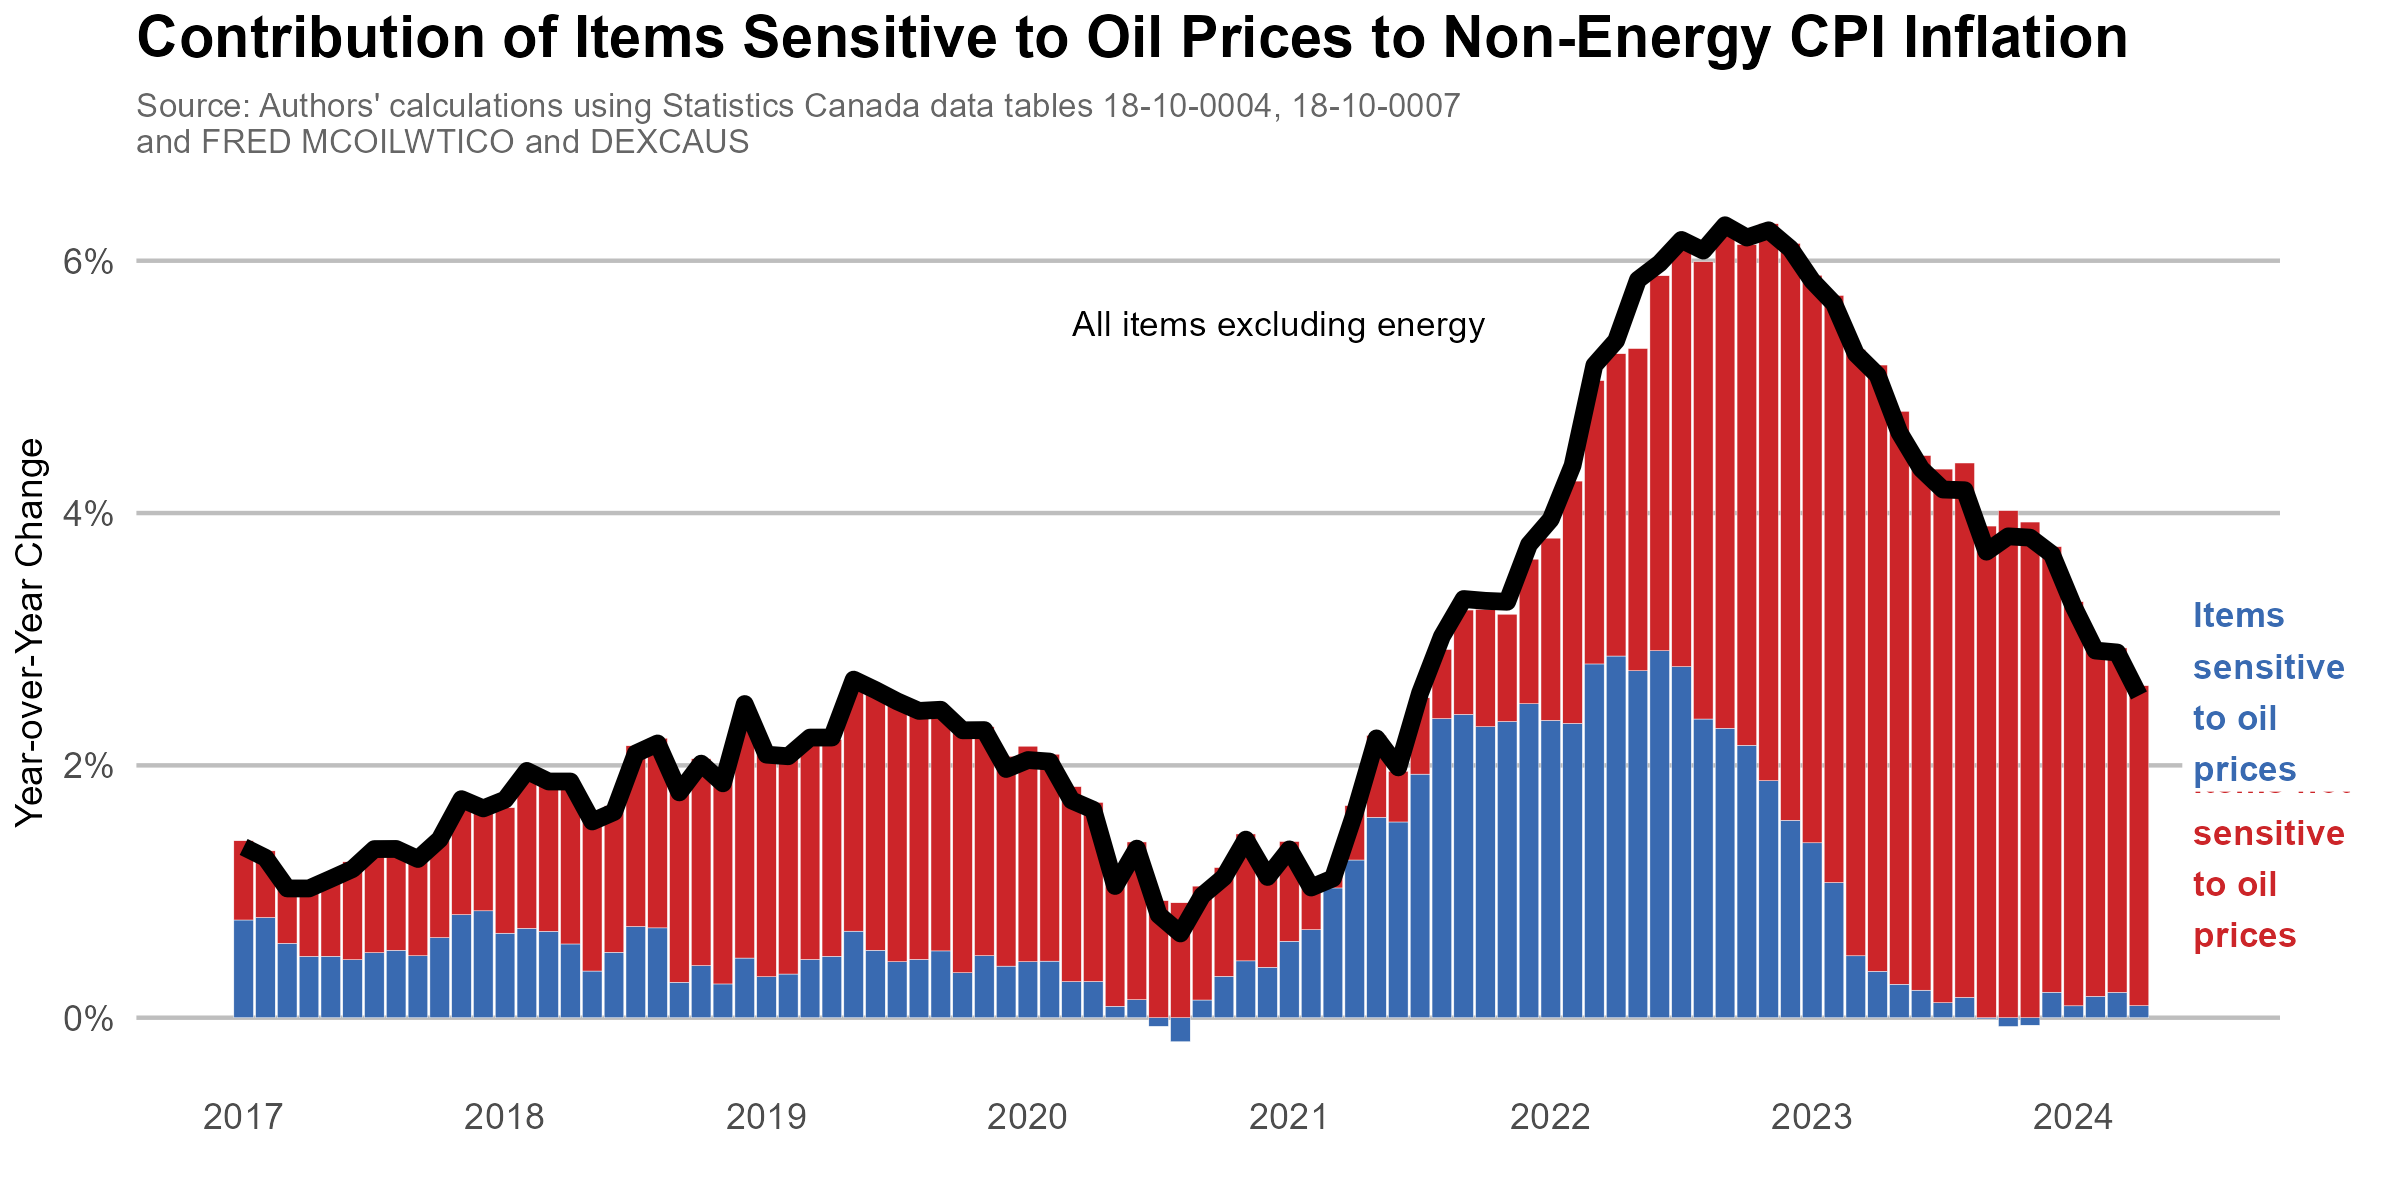 Contribution of Items Sensitive to Oil Prices to Non-Energy CPI Inflation
Source: Authors' calculations using Statistics Canada data tables 18-10-0004, 18-10-0007
and FRED MCOILWTICO and DEXCAUS
Year-over-Year Change
6%
4%
2%
0%
All items excluding energy
Items
sensitive
to oil
prices
sensitive
to oil
prices
2017
2018
2019
2020
2021
2022
2023
2024